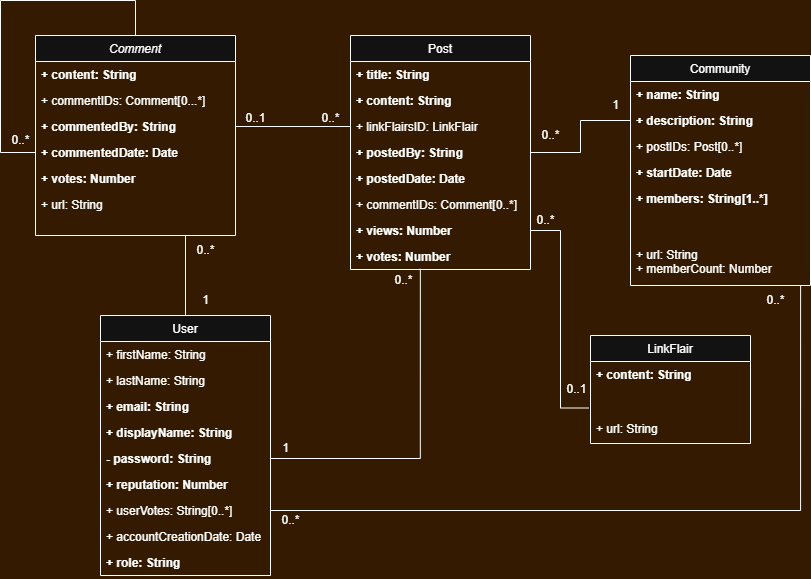 Comment
+ content: String
+ commentIDs: Comment[0...*]
+ commentedBy: String
+ commentedDate: Date
+ votes: Number
+ url: String
0..*
0..1
0..*
Post
+ title: String
+ content: String
+ linkFlairsID: LinkFlair
+ postedBy: String
+ postedDate: Date
+ commentIDs: Comment[0..*]
+ views: Number
+ votes: Number
0..*
1
Community
+ name: String
+ description: String
+ postIDs: Post[0..*]
+ startDate: Date
+ members: String[1..*]
+ url: String
+ memberCount: Number
0..*
0..*
1
0..*
0..*
0..1
User
+ firstName: String
+ lastName: String
+ email: String
+ displayName: String
- password: String
+ reputation: Number
+ userVotes: String[0..*]
+ accountCreationDate: Date
+ role: String
1
0..*
LinkFlair
+ content: String
+ url: String